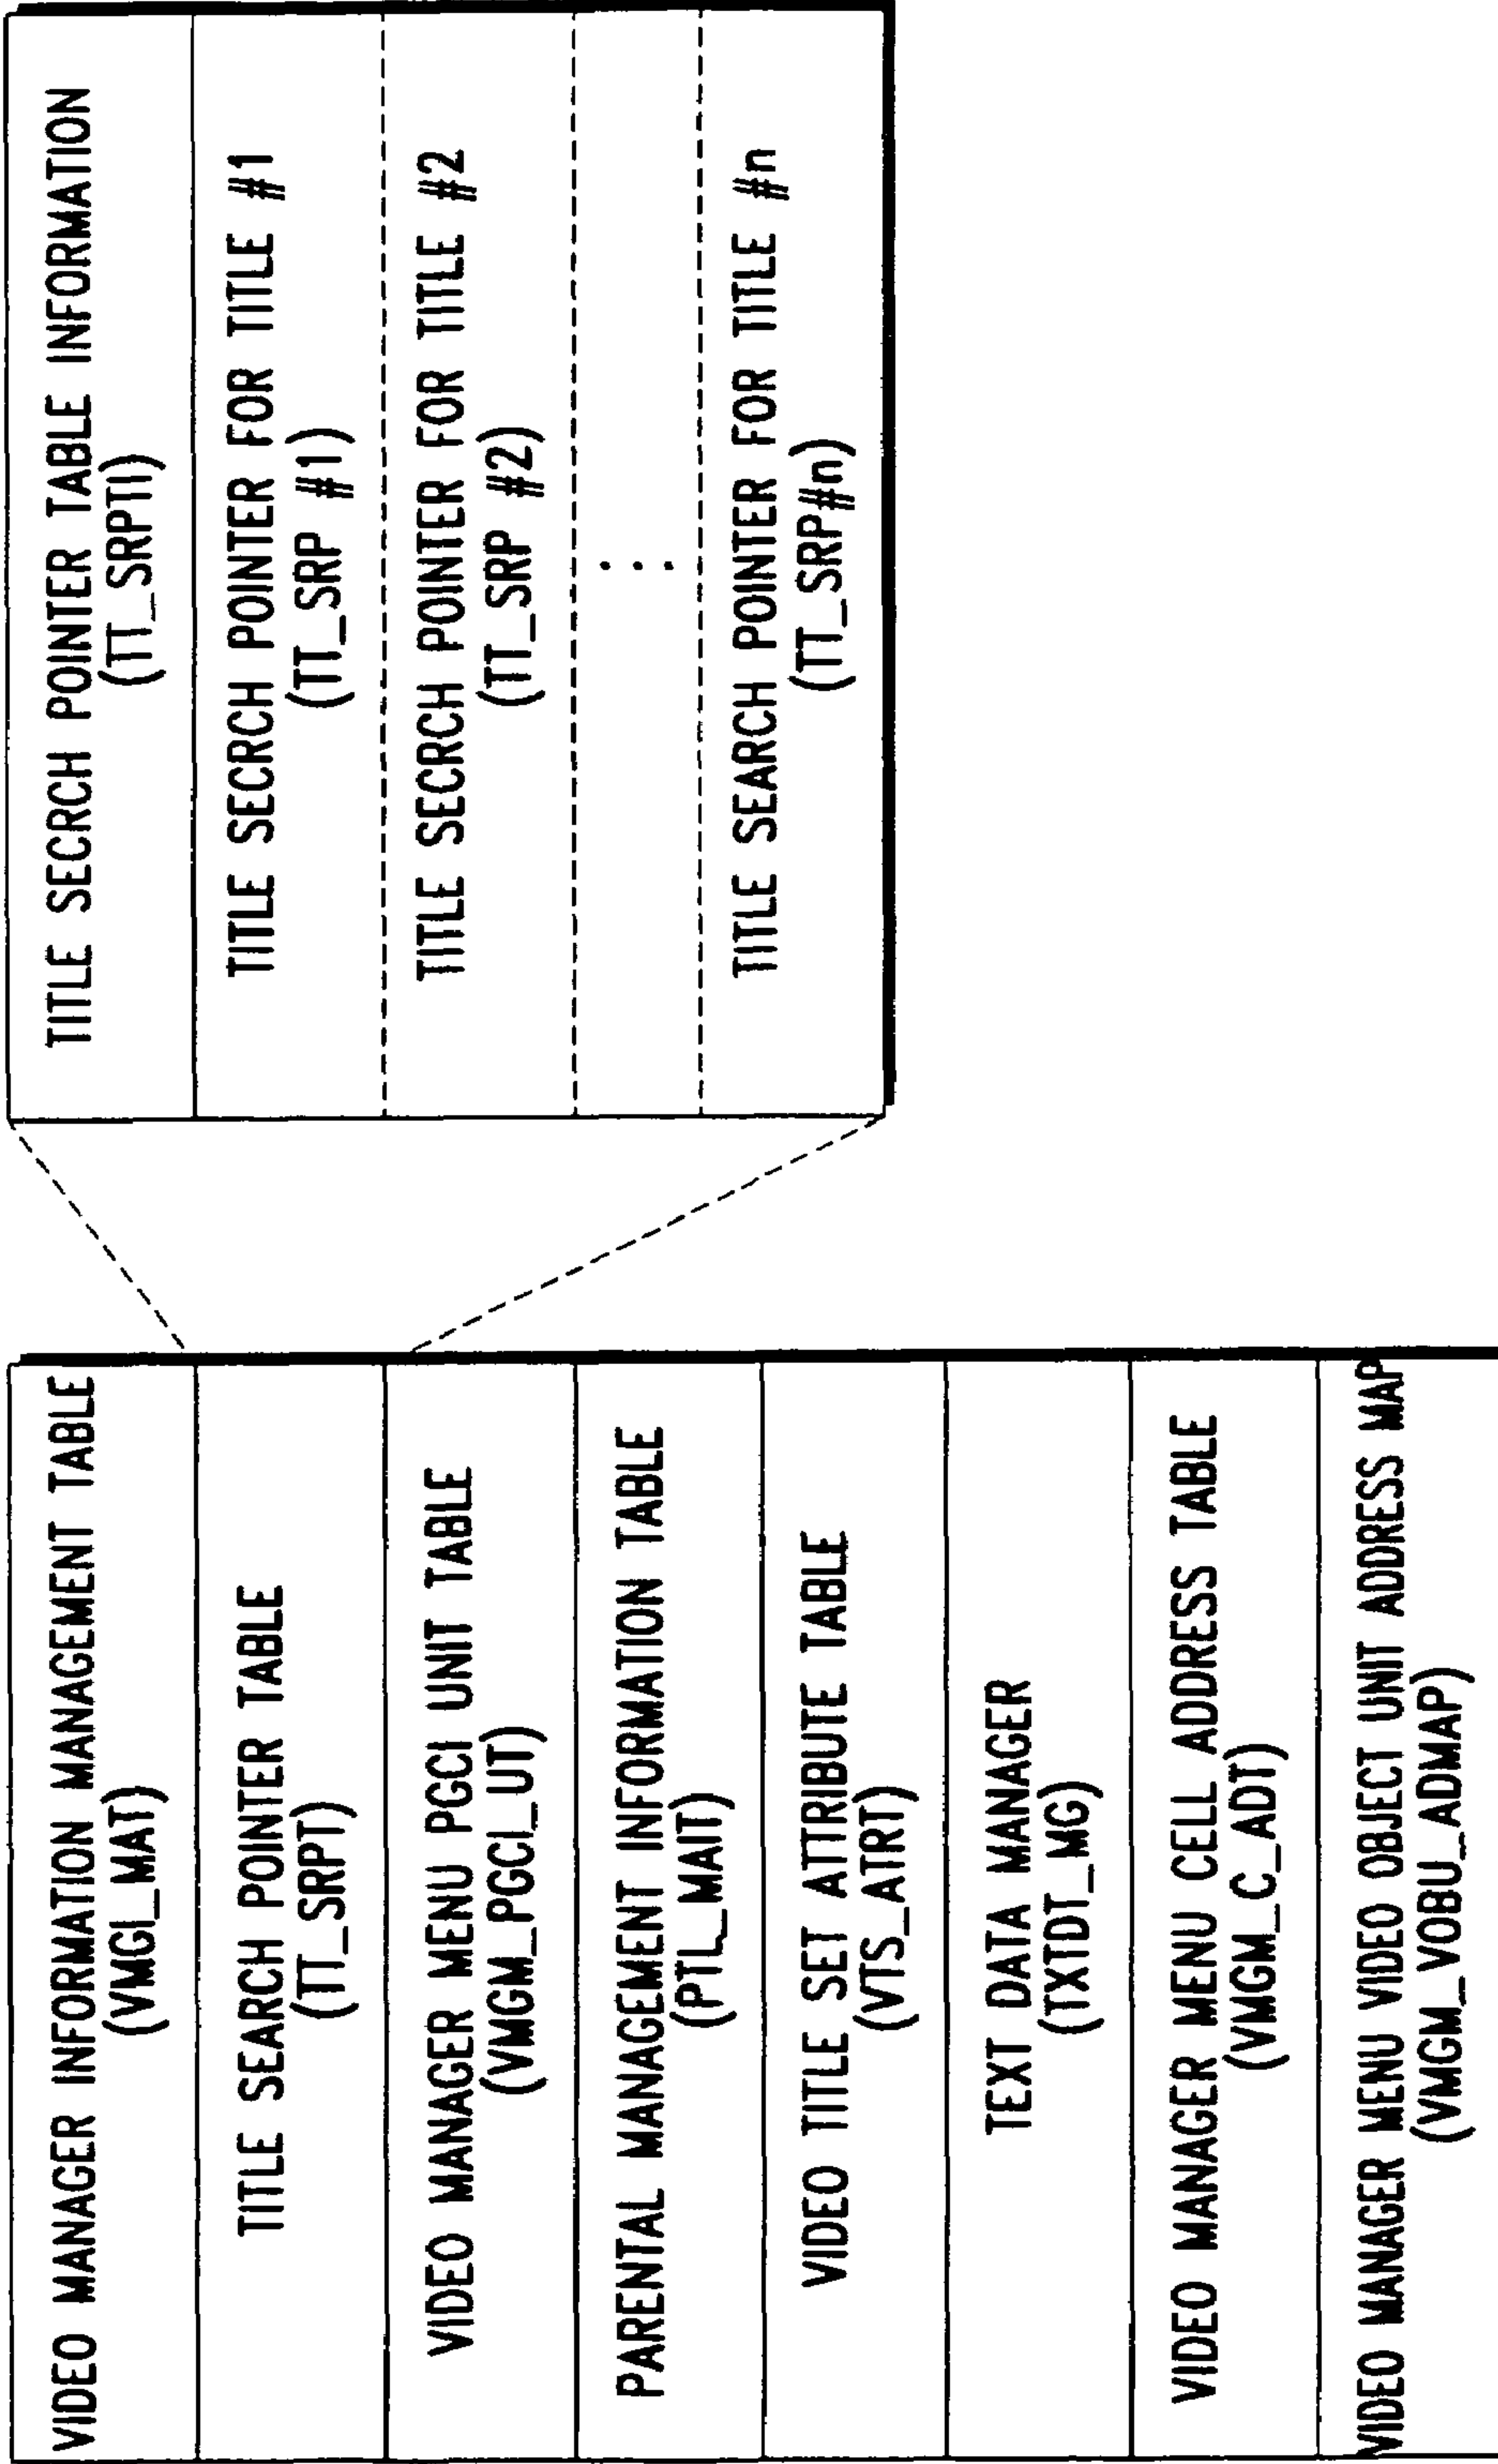 VIDEO MANAGER INFORMATION MANAGEMENT TABLE
(VMGI_MAT)
TITLE SEARCH POINTER TABLE
(TT_SRPT)
VIDEO MANAGER MENU PGCI UNIT TABLE
(VMGM_PGCI_UT)
PARENTAL MANAGEMENT INFORMATION TABLE
(PTL_MAIT)
VIDEO TITLE SET ATTRIBUTE TABLE
(VTS_ATRT)
TEXT DATA MANAGER
(TXTDT_MG)
VIDEO MANAGER MENU CELL ADDRESS TABLE
(VMGM_C_ADT)
VIDEO MANAGER MENU VIDEO OBJECT UNIT ADDRESS MAP
(VMGM_VOBU_ADMAP)
TITLE SECRCH POINTER TABLE INFORMATION
(TT_SRPTI)
TITLE SECRCH POINTER FOR TITLE #1
(TT_SRP #1)
TITLE SECRCH POINTER FOR TITLE #2
(TT_SRP #2)
...
TITLE SEARCH POINTER FOR TITLE #n
(TT_SRP#n)